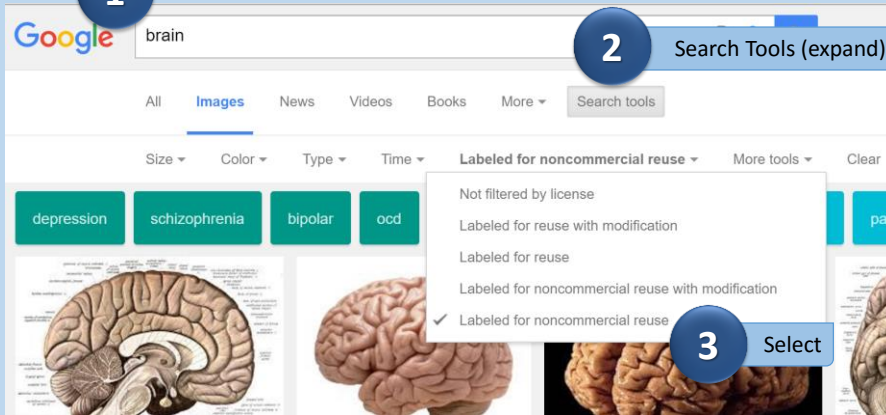 1
Google
brain
2
Search Tools (expand)
All Images News Videos Books More Search tools
Size Color Type Time Labeled for noncommercial reuse More tools Clear
Not filtered by license
Labeled for reuse with modification
Labeled for reuse
Labeled for noncommercial reuse with modification
Labeled for noncommercial reuse
depression schizophrenia bipolar ocd
3
Select